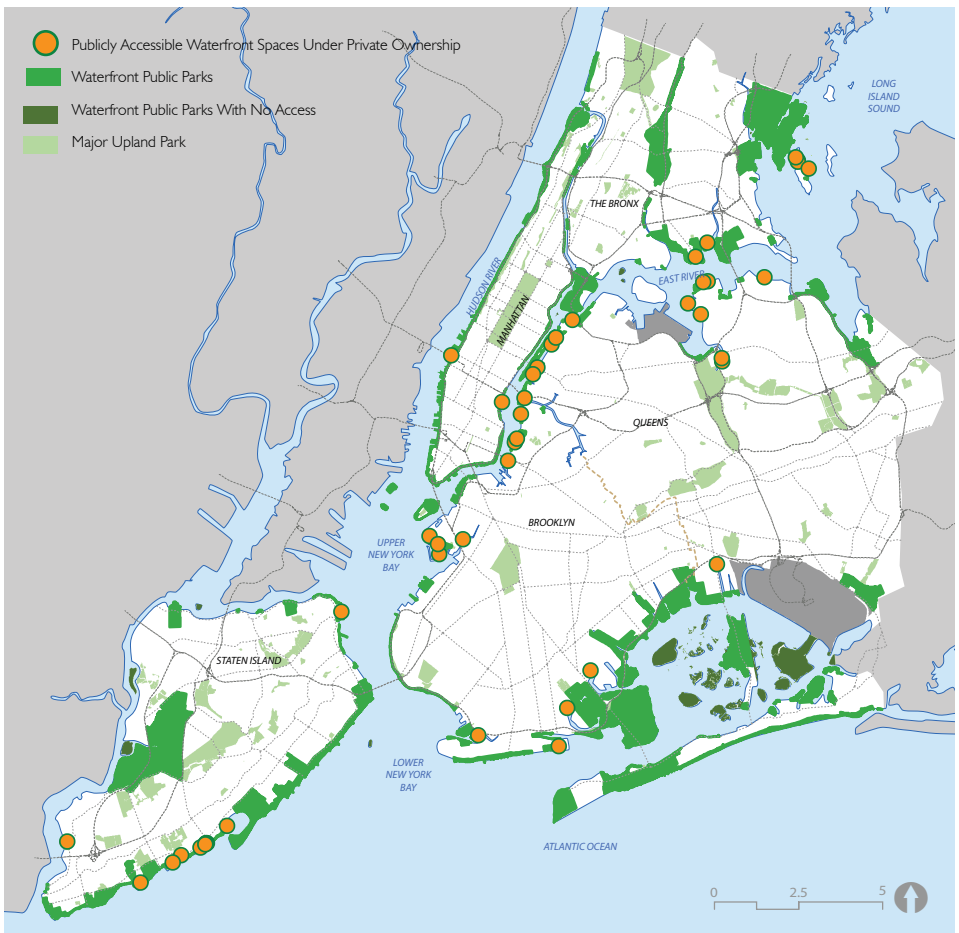 Publicly Accessible Waterfront Spaces Under Private Ownership
Waterfront Public Parks
Waterfront Public Parks With No Access
Major Upland Park
LONG
ISLAND
SOUND
THE BRONX
HUDSON RIVER
EAST RIVER
MANHATTAN
QUEENS
BROOKLYN
UPPER
NEW YORK
BAY
STATEN ISLAND
LOWER
NEW YORK
BAY
ATLANTIC OCEAN
0 2.5 5